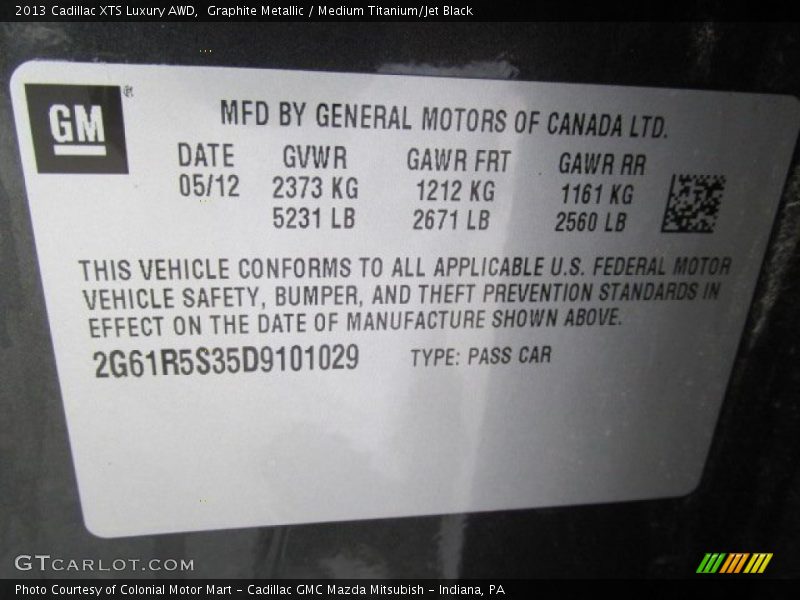 2013 Cadillac XTS Luxury AWD,  Graphite Metallic / Medium Titanium/Jet Black
GM ®
MFD BY GENERAL MOTORS OF CANADA LTD.
DATE GVWR GAWR FRT GAWR RR
05/12 2373 KG 1212 KG 1161 KG
5231 LB 2671 LB 2560 LB
THIS VEHICLE CONFORMS TO ALL APPLICABLE U.S. FEDERAL MOTOR
VEHICLE SAFETY, BUMPER, AND THEFT PREVENTION STANDARDS IN
EFFECT ON THE DATE OF MANUFACTURE SHOWN ABOVE.
2G61R5S35D9101029 TYPE: PASS CAR
GTCARLOT.COM
Photo Courtesy of Colonial Motor Mart - Cadillac GMC Mazda Mitsubish - Indiana, PA